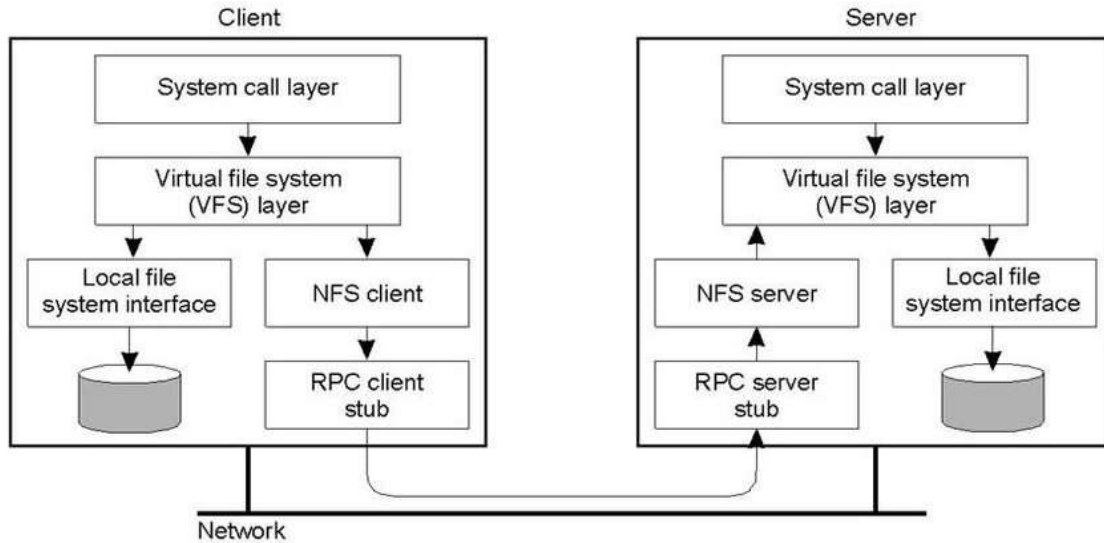 Client
Server
System call layer
Virtual file system
(VFS) layer
Local file
system interface
NFS client
RPC client
stub
System call layer
Virtual file system
(VFS) layer
NFS server
Local file
system interface
RPC server
stub
Network